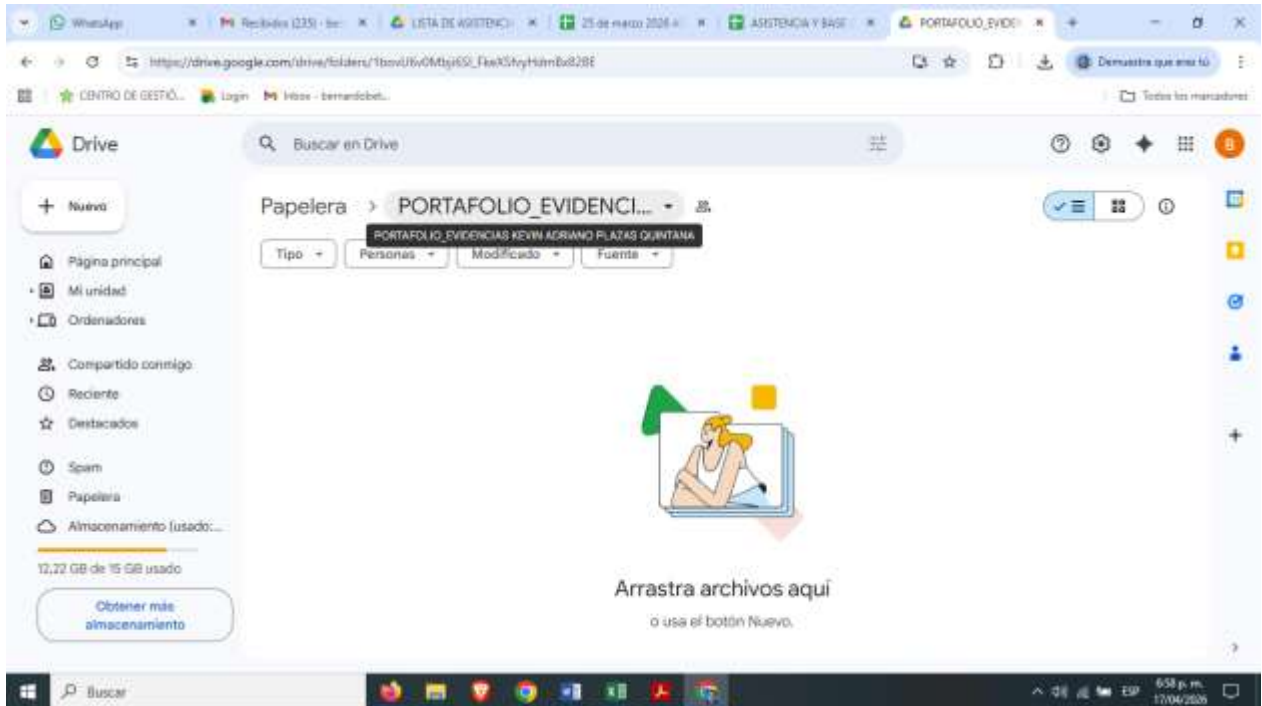 WhatsApp
LISTA DE ASISTENCI
25 de marzo 2026
ASISTENCIA Y BASE
PORTAFOLIO_EVIDE
Demuestra que eres tú
CENTRO DE GESTIÓ...
Login
Inbox - bernardobet...
Todos los marcadores
Drive
Buscar en Drive
Nuevo
Papelera > PORTAFOLIO_EVIDENCI...
PORTAFOLIO_EVIDENCIAS KEVIN ADRIANO PLAZAS QUINTANA
Tipo
Personas
Modificado
Fuente
Página principal
Mi unidad
Ordenadores
Compartido conmigo
Reciente
Destacados
Spam
Papelera
Almacenamiento (usado:...
12,22 GB de 15 GB usado
Obtener más
almacenamiento
Arrastra archivos aquí
o usa el botón Nuevo.
Buscar
ESP
6:58 p. m.
17/04/2026
B